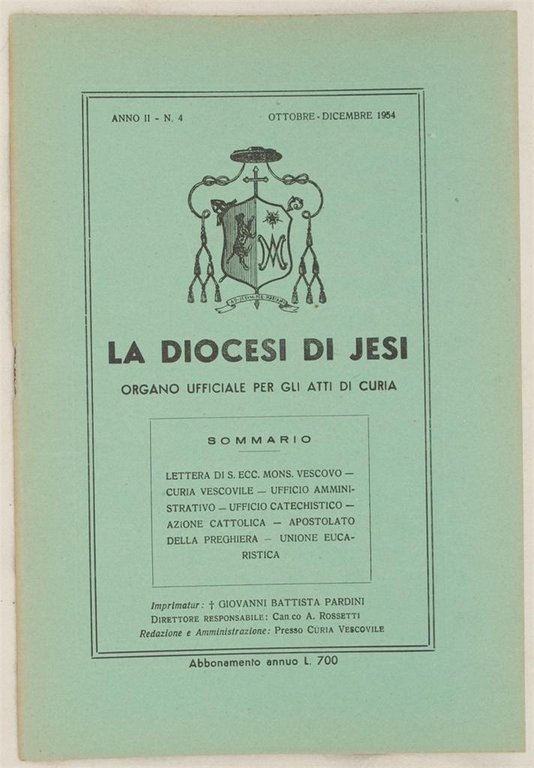 ANNO II - N. 4 OTTOBRE - DICEMBRE 1954
LA DIOCESI DI JESI
ORGANO UFFICIALE PER GLI ATTI DI CURIA
SOMMARIO
LETTERA DI S. ECC. MONS. VESCOVO —
CURIA VESCOVILE — UFFICIO AMMINI-
STRATIVO — UFFICIO CATECHISTICO —
AZIONE CATTOLICA — APOSTOLATO
DELLA PREGHIERA — UNIONE EUCA-
RISTICA
Imprimatur: † GIOVANNI BATTISTA PARDINI
DIRETTORE RESPONSABILE: Can.co A. ROSSETTI
Redazione e Amministrazione: Presso CURIA VESCOVILE
Abbonamento annuo L. 700